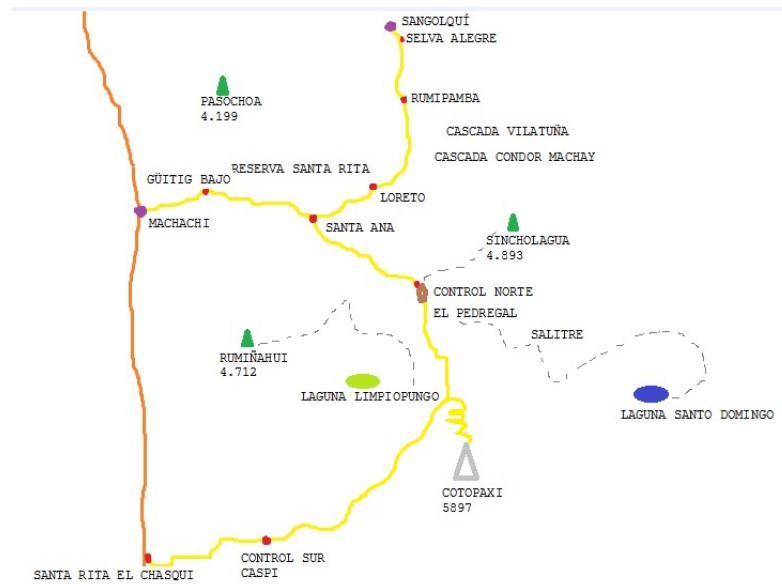 SANGOLQUÍ
SELVA ALEGRE
PASOCHOA
4.199
RUMIPAMBA
CASCADA VILATUÑA
CASCADA CONDOR MACHAY
RESERVA SANTA RITA
GÜITIG BAJO
LORETO
MACHACHI
SANTA ANA
SINCHOLAGUA
4.893
CONTROL NORTE
EL PEDREGAL
SALITRE
RUMIÑAHUI
4.712
LAGUNA LIMPIOPUNGO
LAGUNA SANTO DOMINGO
COTOPAXI
5897
CONTROL SUR
CASPI
SANTA RITA EL CHASQUI